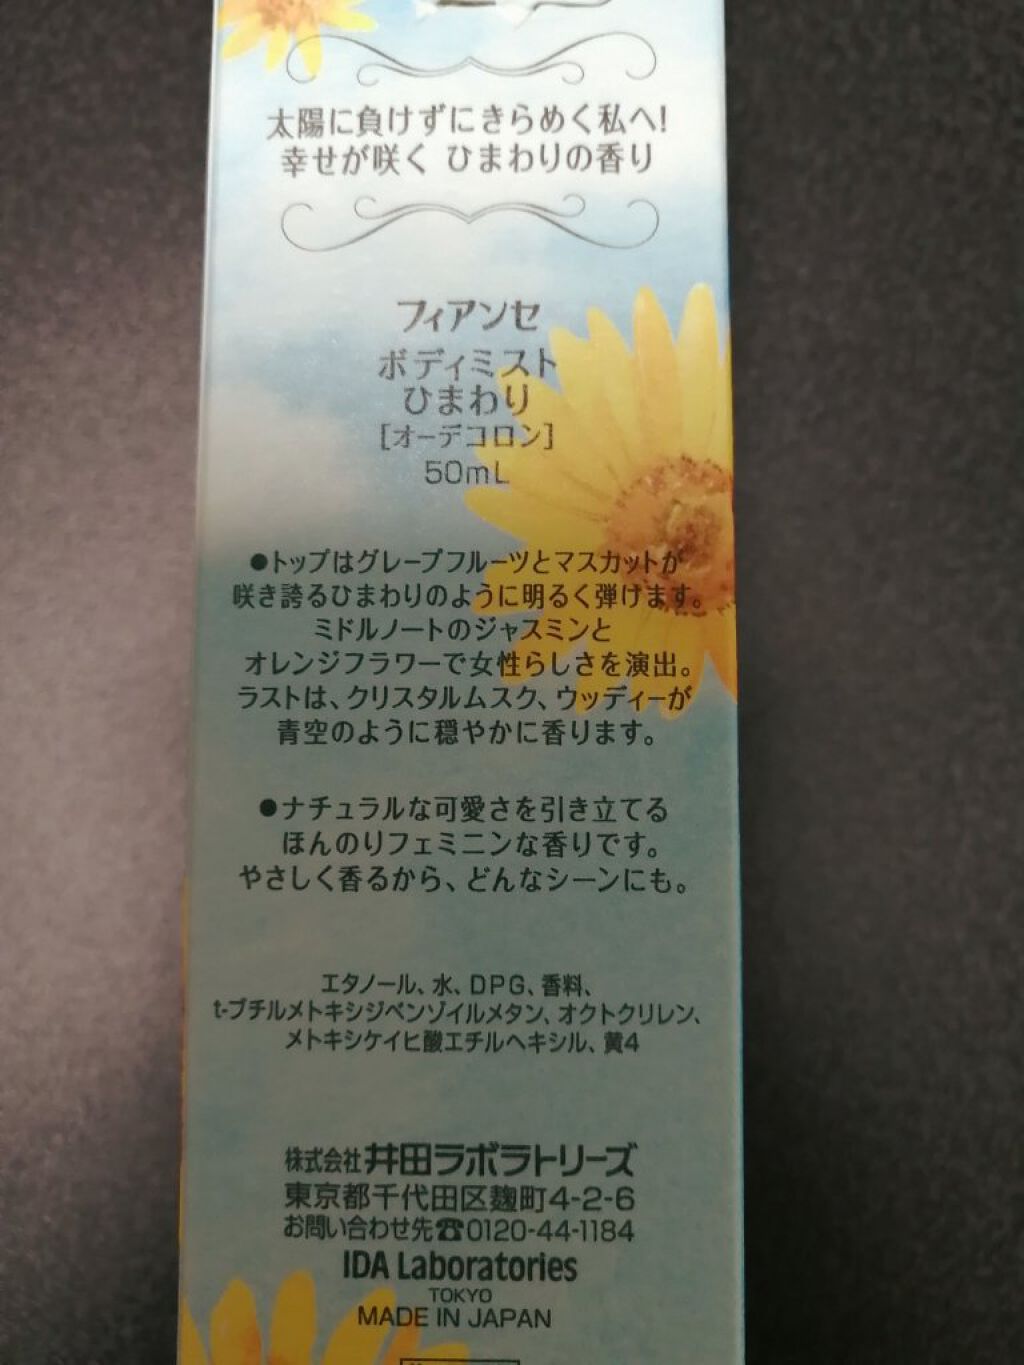 太陽に負けずにきらめく私へ!
幸せが咲く ひまわりの香り
フィアンセ
ボディミスト
ひまわり
[オーデコロン]
50mL
●トップはグレープフルーツとマスカットが
咲き誇るひまわりのように明るく弾けます。
ミドルノートのジャスミンと
オレンジフラワーで女性らしさを演出。
ラストは、クリスタルムスク、ウッディーが
青空のように穏やかに香ります。
●ナチュラルな可愛さを引き立てる
ほんのりフェミニンな香りです。
やさしく香るから、どんなシーンにも。
エタノール、水、DPG、香料、
t-ブチルメトキシジベンゾイルメタン、オクトクリレン、
メトキシケイヒ酸エチルヘキシル、黄4
株式会社井田ラボラトリーズ
東京都千代田区麹町4-2-6
お問い合わせ先☎0120-44-1184
IDA Laboratories
TOKYO
MADE IN JAPAN